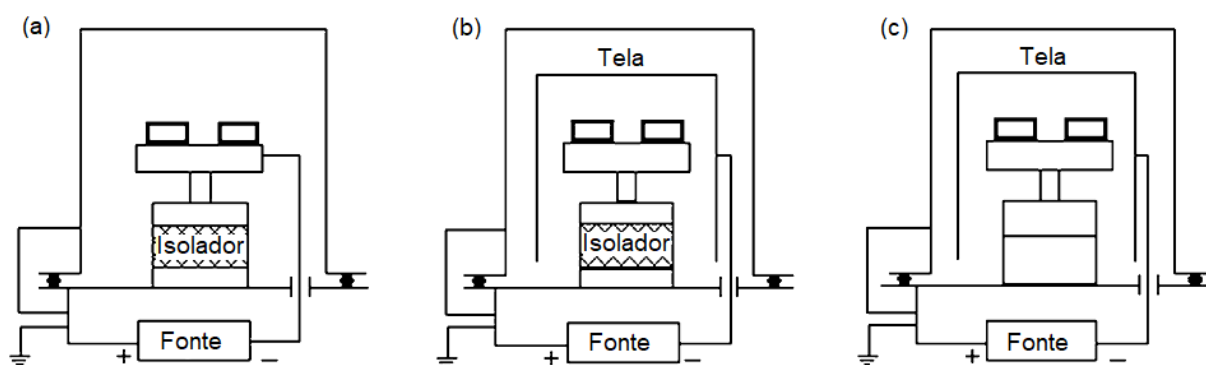 (a)
Isolador
+ Fonte −
(b)
Tela
Isolador
+ Fonte −
(c)
Tela
+ Fonte −